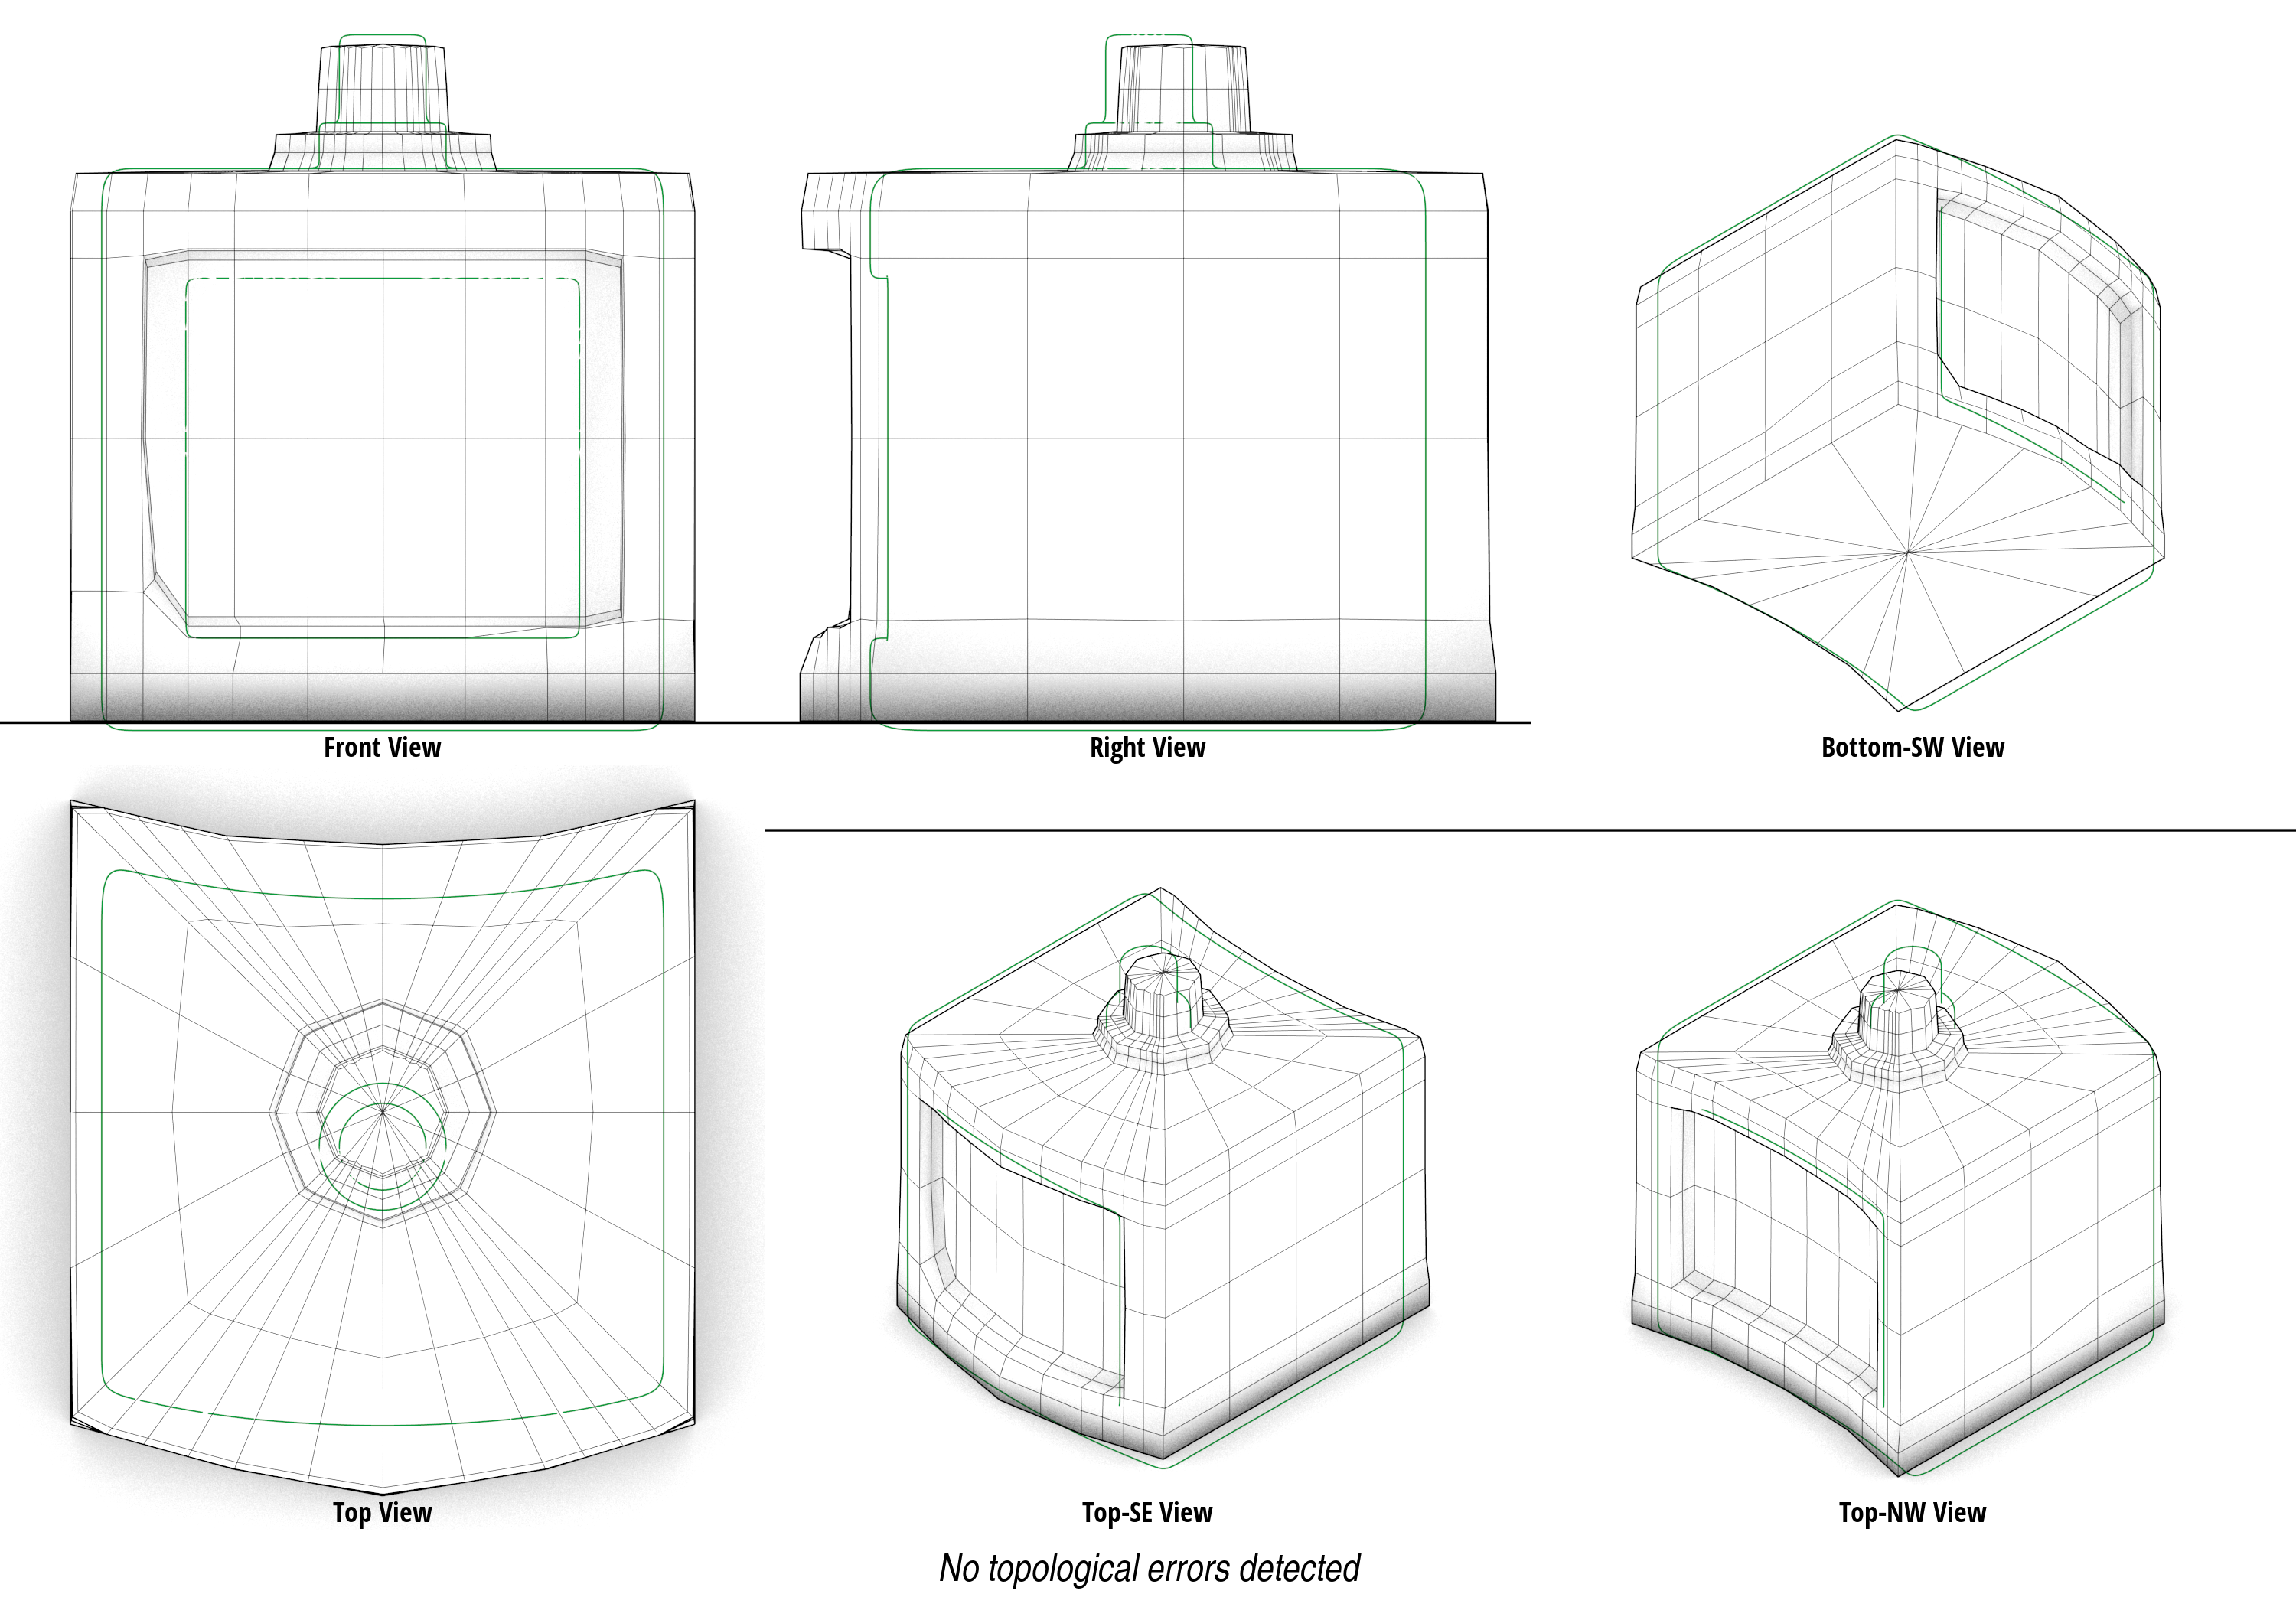 Front View
Right View
Bottom-SW View
Top View
Top-SE View
Top-NW View
No topological errors detected